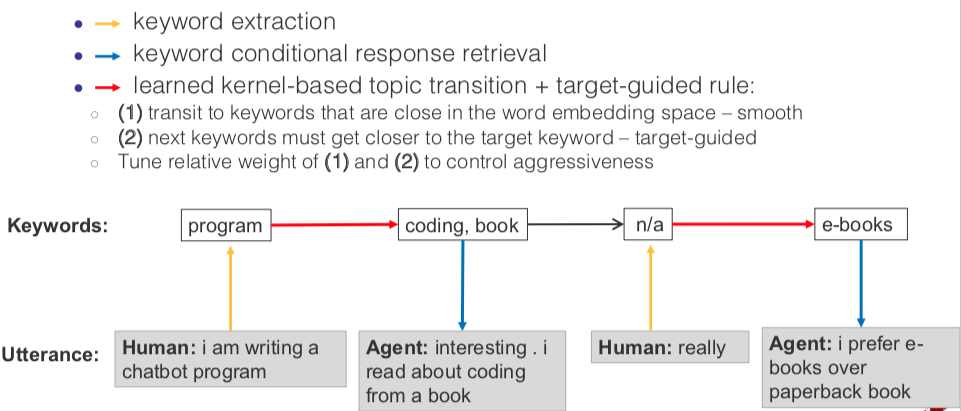 keyword extraction
keyword conditional response retrieval
learned kernel-based topic transition + target-guided rule:
(1) transit to keywords that are close in the word embedding space – smooth
(2) next keywords must get closer to the target keyword – target-guided
Tune relative weight of (1) and (2) to control aggressiveness
Keywords: program coding, book n/a e-books
Utterance:
Human: i am writing a
chatbot program
Agent: interesting . i
read about coding
from a book
Human: really
Agent: i prefer e-
books over
paperback book